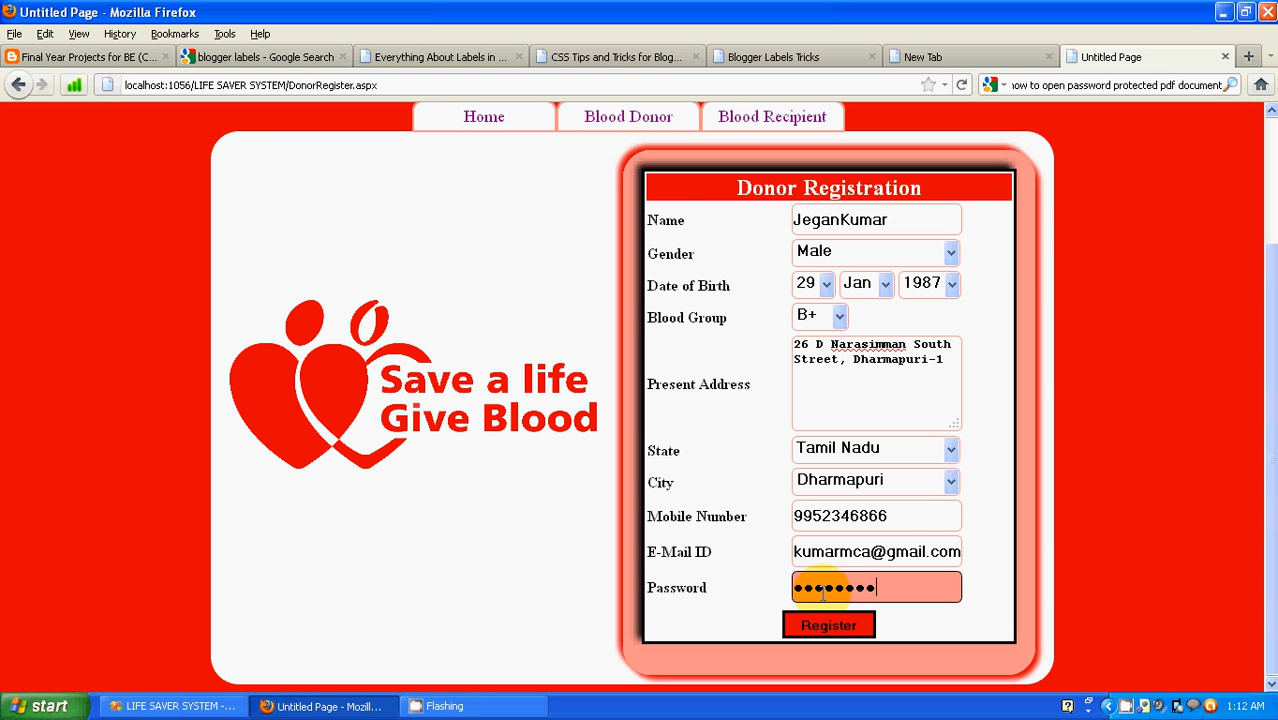 Untitled Page - Mozilla Firefox
File Edit View History Bookmarks Tools Help
Final Year Projects for BE (C... blogger labels - Google Search Everything About Labels in ... CSS Tips and Tricks for Blog... Blogger Labels Tricks New Tab Untitled Page
localhost:1056/LIFE SAVER SYSTEM/DonorRegister.aspx
how to open password protected pdf document
Home Blood Donor Blood Recipient
Donor Registration
Name JeganKumar
Gender Male
Date of Birth 29 Jan 1987
Blood Group B+
Present Address
26 D Narasimman South
Street, Dharmapuri-1
Save a life
Give Blood
State Tamil Nadu
City Dharmapuri
Mobile Number 9952346866
E-Mail ID kumarmca@gmail.com
Password ••••••••
Register
start LIFE SAVER SYSTEM -... Untitled Page - Mozill... Flashing 1:12 AM